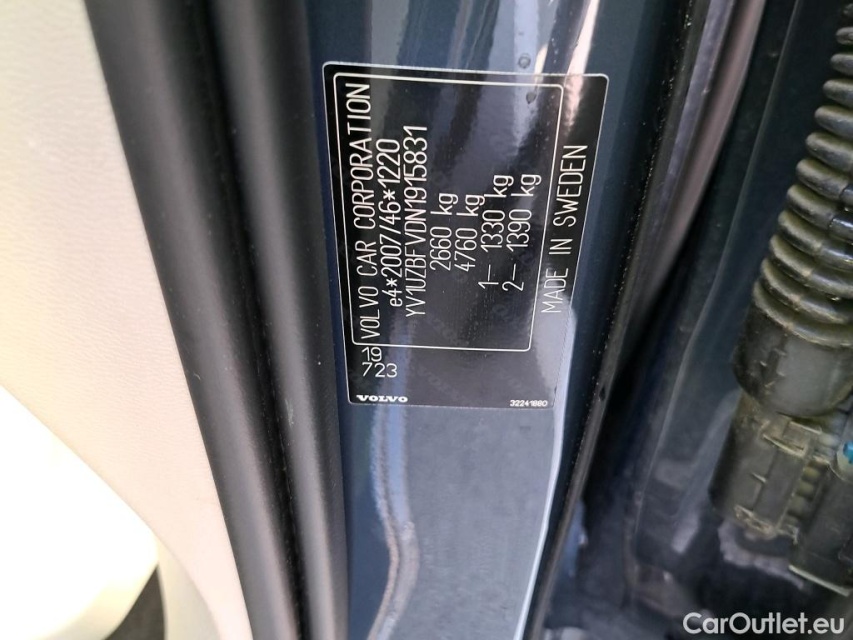 VOLVO CAR CORPORATION
e4*2007/46*1220
YV1UZBFVDN1915831
2660 kg
4760 kg
1– 1330 kg
2– 1390 kg
MADE IN SWEDEN
19
723
VOLVO
32241880
CarOutlet.eu